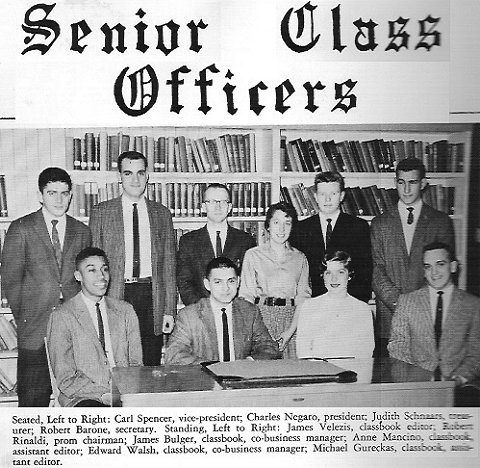 Senior Class
Officers
Seated, Left to Right: Carl Spencer, vice-president; Charles Negaro, president; Judith Schnaars, treas-
urer; Robert Barone, secretary. Standing, Left to Right: James Velezis, classbook editor; Robert
Rinaldi, prom chairman; James Bulger, classbook, co-business manager; Anne Mancino, classbook,
assistant editor; Edward Walsh, classbook, co-business manager; Michael Gureckas, classbook, assis-
tant editor.